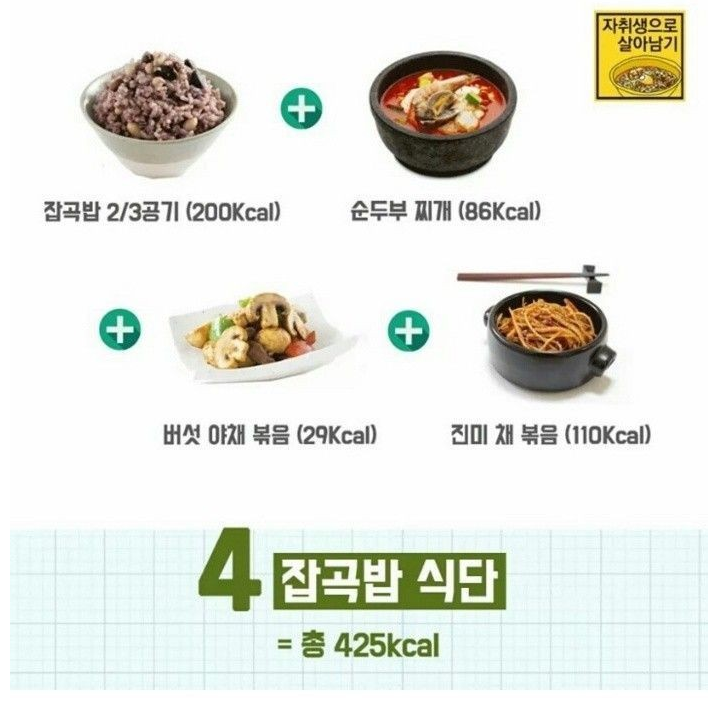 자취생으로
살아남기
잡곡밥 2/3공기 (200Kcal)
순두부 찌개 (86Kcal)
버섯 야채 볶음 (29Kcal)
진미 채 볶음 (110Kcal)
4 잡곡밥 식단
= 총 425kcal